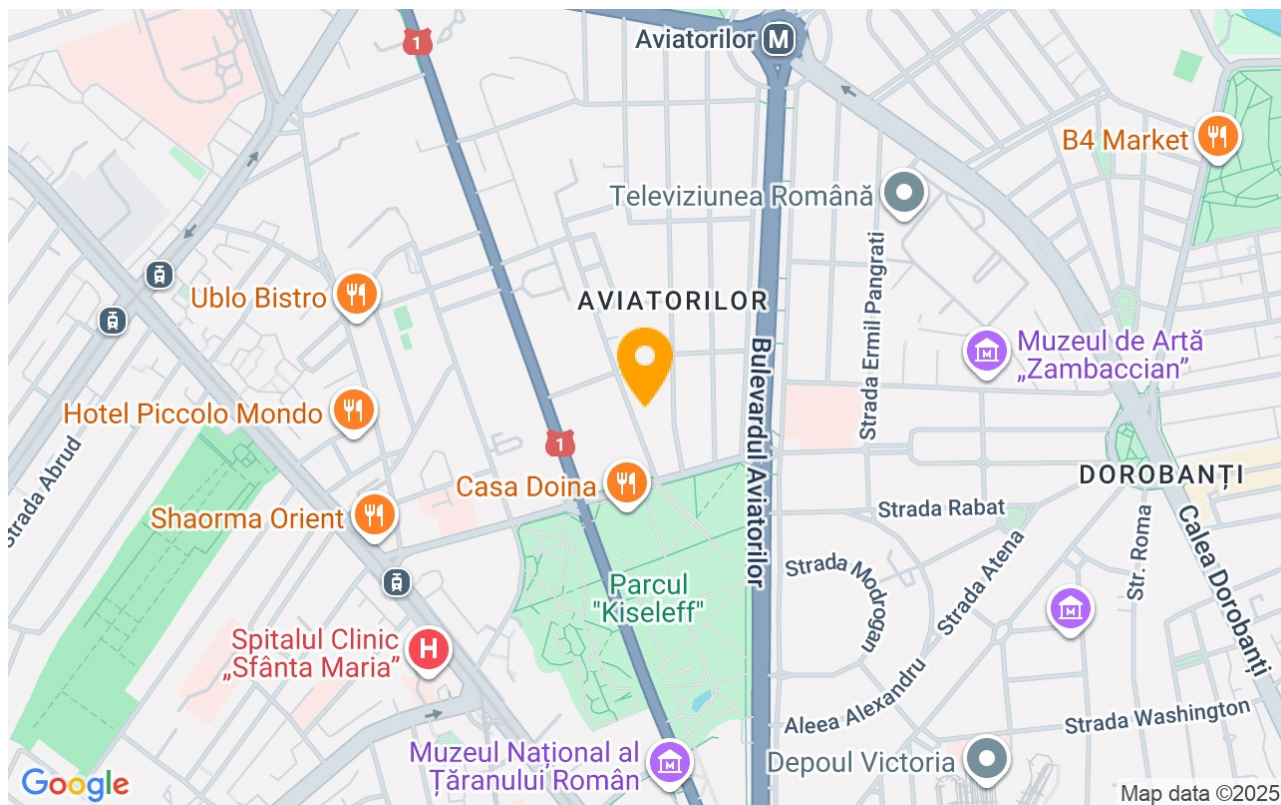 1
Aviatorilor M
B4 Market
Televiziunea Română
Ublo Bistro
AVIATORILOR
Strada Ermil Pangrati
Bulevardul Aviatorilor
Muzeul de Artă
„Zambaccian”
Hotel Piccolo Mondo
1
Strada Abrud
Casa Doina
DOROBANȚI
Shaorma Orient
Strada Rabat
Calea Dorobanți
Str. Roma
Strada Atena
Strada Modrogan
Parcul
"Kiseleff"
Spitalul Clinic
„Sfânta Maria”
H
Aleea Alexandru
Strada Washington
Muzeul Național al
Țăranului Român
Depoul Victoria
Google
Map data ©2025